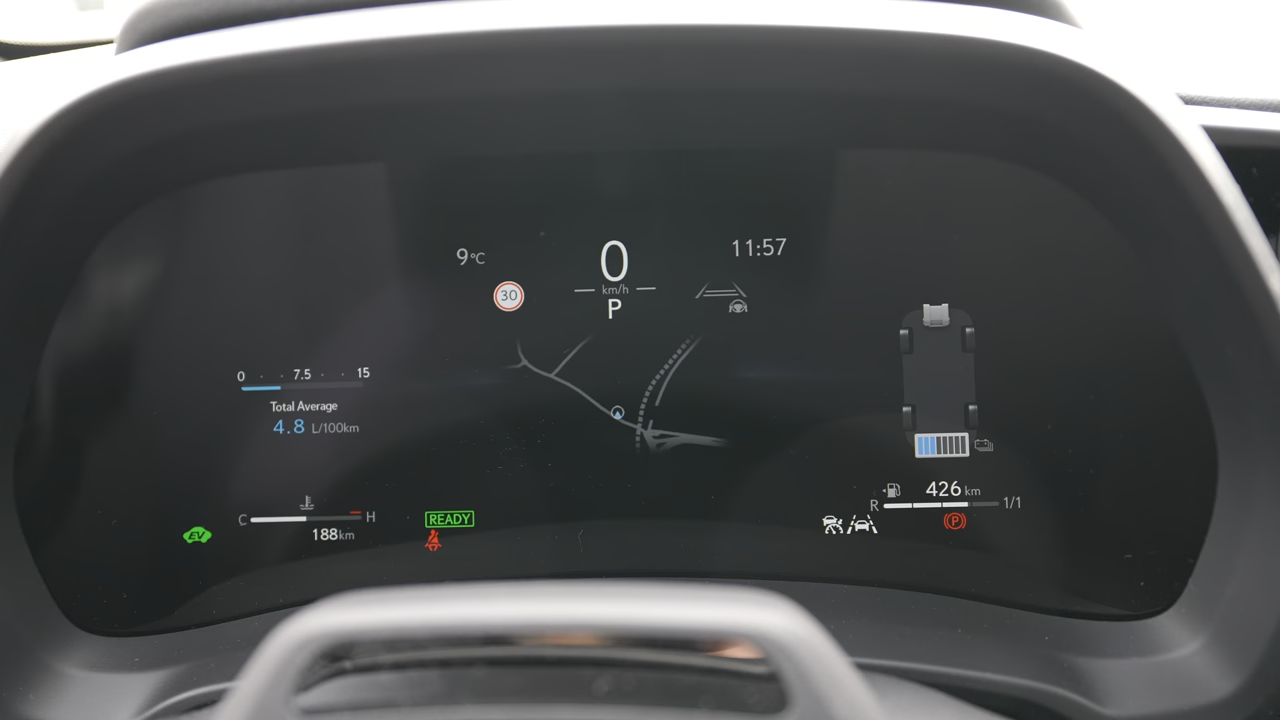 9°C
0
11:57
30
km/h
P
0 7.5 15
Total Average
4.8 L/100km
426 km
R 1/1
C H
188km
EV
READY
P